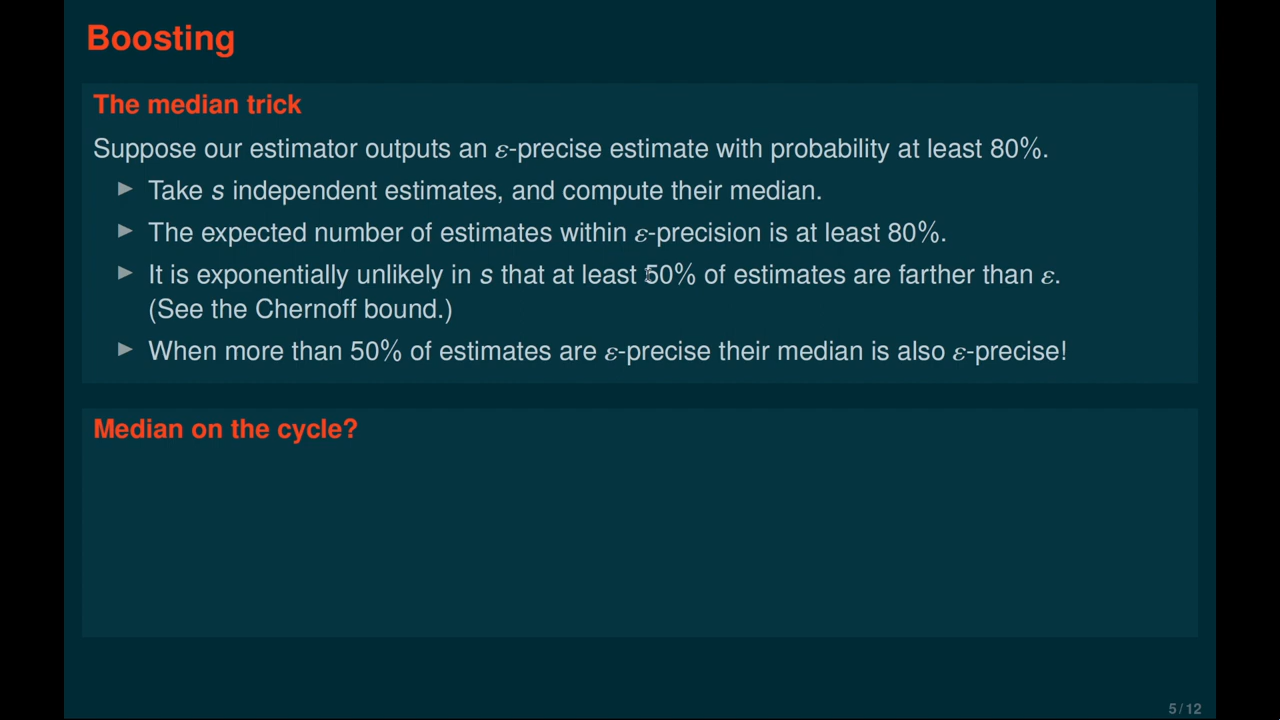 Boosting
The median trick
Suppose our estimator outputs an ε-precise estimate with probability at least 80%.
▶ Take s independent estimates, and compute their median.
▶ The expected number of estimates within ε-precision is at least 80%.
▶ It is exponentially unlikely in s that at least 50% of estimates are farther than ε.
(See the Chernoff bound.)
▶ When more than 50% of estimates are ε-precise their median is also ε-precise!
Median on the cycle?
5 / 12